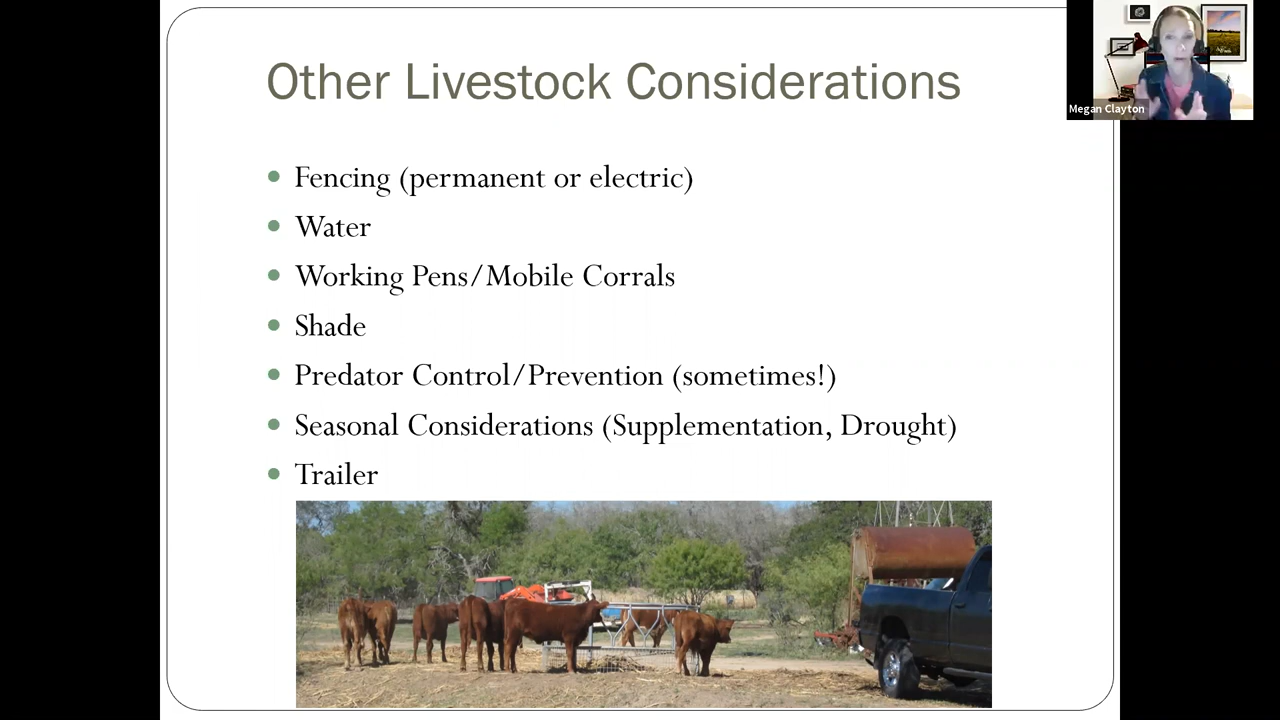 Other Livestock Considerations
Megan Clayton
Fencing (permanent or electric)
Water
Working Pens/Mobile Corrals
Shade
Predator Control/Prevention (sometimes!)
Seasonal Considerations (Supplementation, Drought)
Trailer